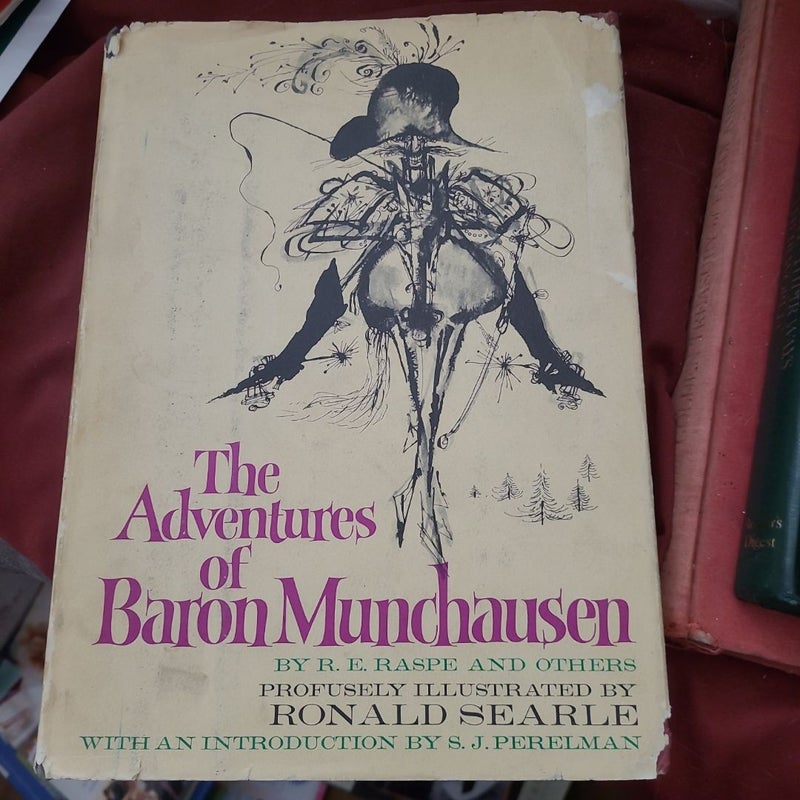 The
Adventures
of
Baron Munchausen
BY R. E. RASPE AND OTHERS
PROFUSELY ILLUSTRATED BY
RONALD SEARLE
WITH AN INTRODUCTION BY S. J. PERELMAN
Digest